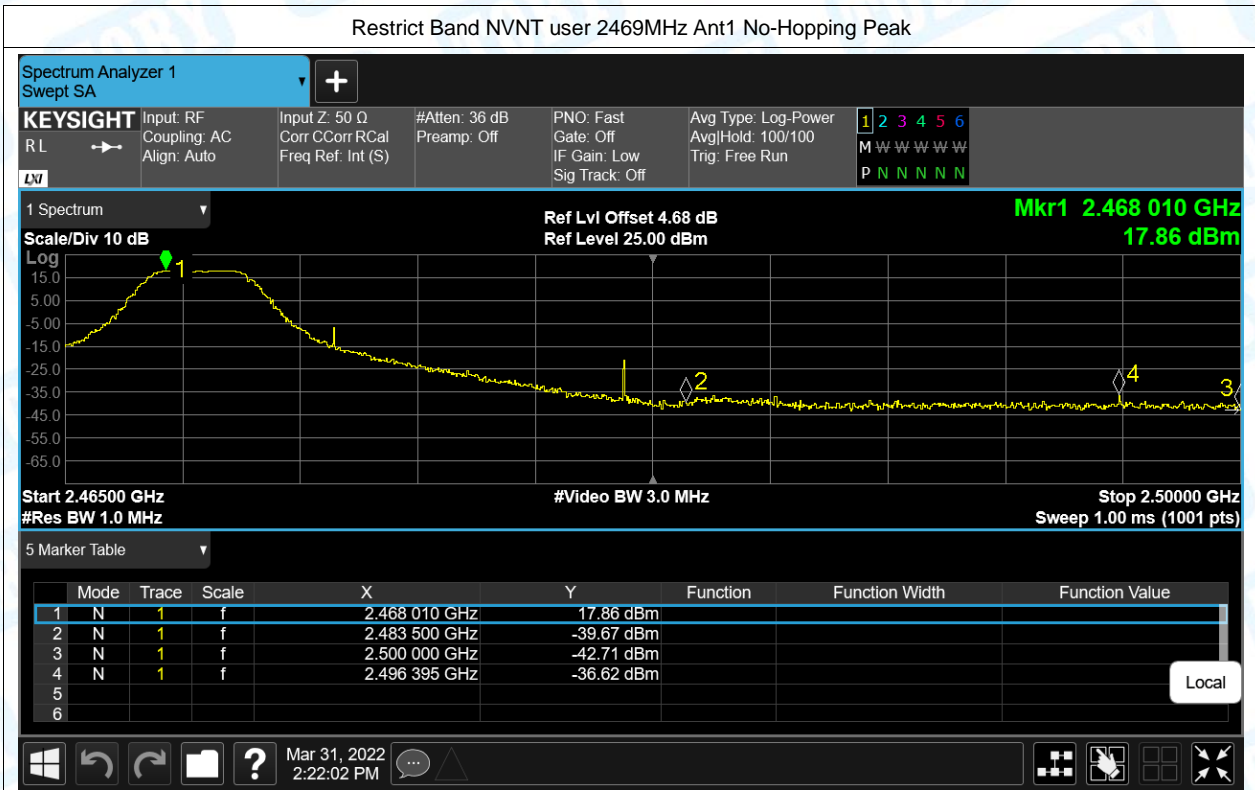 Restrict Band NVNT user 2469MHz Ant1 No-Hopping Peak
Spectrum Analyzer 1
Swept SA
+
KEYSIGHT Input: RF Input Z: 50 Ω #Atten: 36 dB PNO: Fast Avg Type: Log-Power 1 2 3 4 5 6
RL Coupling: AC Corr CCorr RCal Preamp: Off Gate: Off Avg|Hold: 100/100 M W W W W W
Align: Auto Freq Ref: Int (S) IF Gain: Low Trig: Free Run
LXI Sig Track: Off P N N N N N
1 Spectrum Ref Lvl Offset 4.68 dB Mkr1 2.468 010 GHz
Scale/Div 10 dB Ref Level 25.00 dBm 17.86 dBm
Log
1
15.0
5.00
-5.00
-15.0
-25.0
2 4
-35.0 3
-45.0
-55.0
-65.0
Start 2.46500 GHz #Video BW 3.0 MHz Stop 2.50000 GHz
#Res BW 1.0 MHz Sweep 1.00 ms (1001 pts)
5 Marker Table
Mode Trace Scale X Y Function Function Width Function Value
1 N 1 f 2.468 010 GHz 17.86 dBm
2 N 1 f 2.483 500 GHz -39.67 dBm
3 N 1 f 2.500 000 GHz -42.71 dBm
4 N 1 f 2.496 395 GHz -36.62 dBm
5
6
Local
? Mar 31, 2022
2:22:02 PM